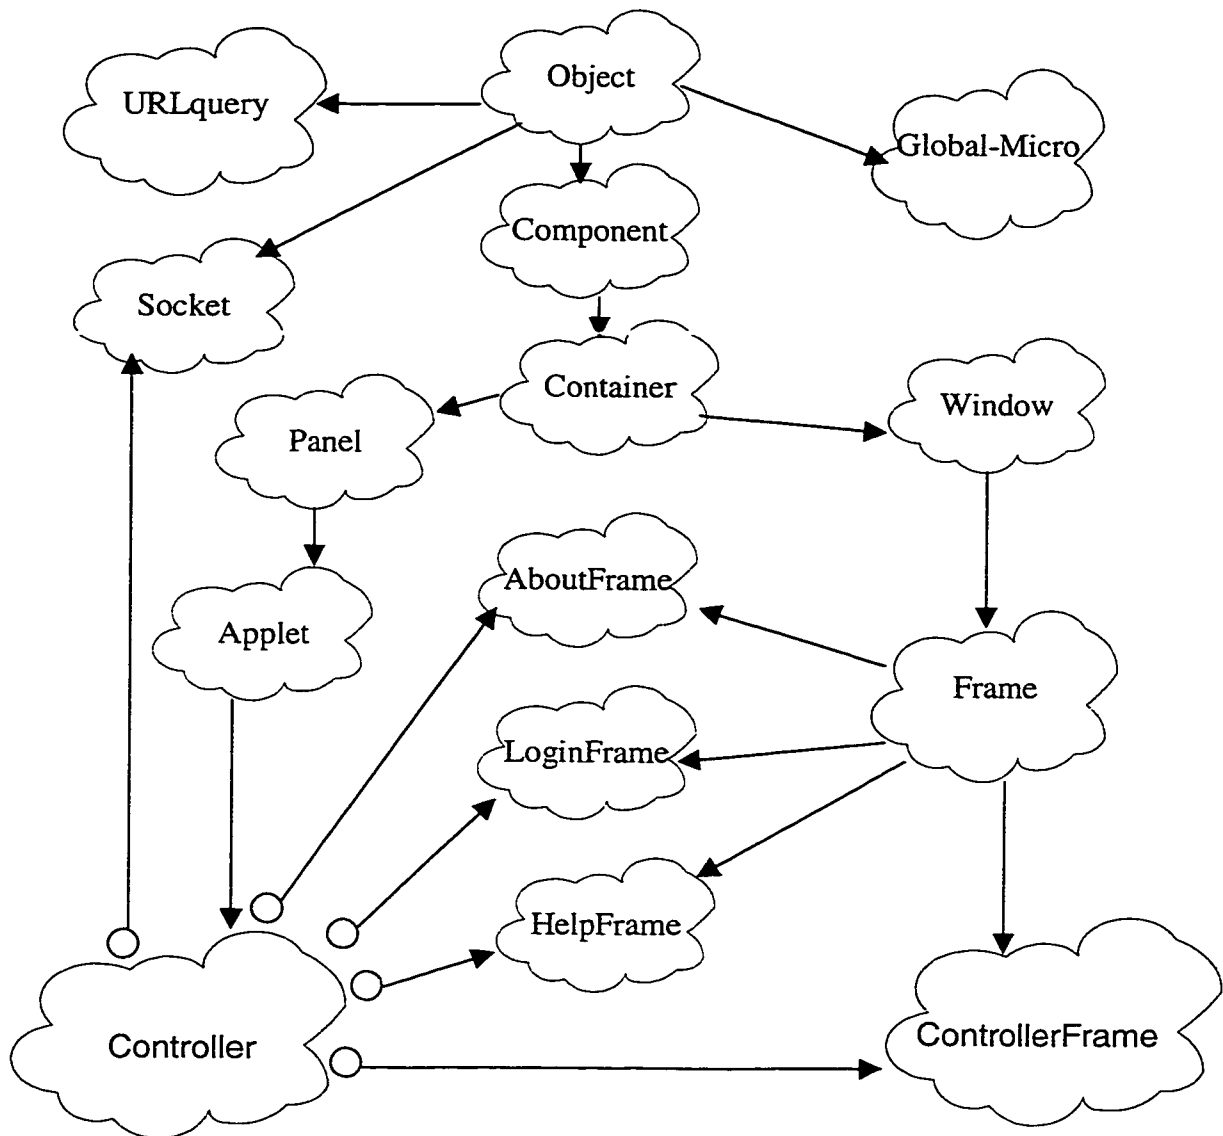 Object
URLquery
Global-Micro
Component
Socket
Container
Window
Panel
AboutFrame
Applet
Frame
LoginFrame
HelpFrame
Controller
ControllerFrame